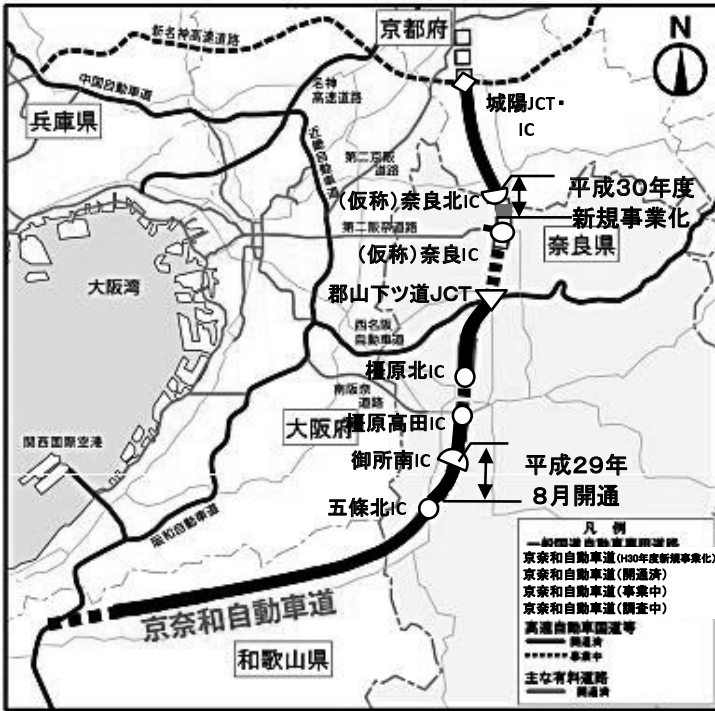 京都府
N
新名神高速道路
中国自動車道
名神
高速道路
城陽JCT・
IC
兵庫県
近畿自動車道
第二京阪
道路
(仮称)奈良北IC
平成30年度
新規事業化
第二阪奈道路
(仮称)奈良IC
奈良県
大阪湾
郡山下ツ道JCT
西名阪
自動車道
橿原北IC
南阪奈
道路
大阪府
橿原高田IC
関西国際空港
御所南IC
平成29年
8月開通
五條北IC
阪和自動車道
凡 例
一般国道自動車専用道路
京奈和自動車道(H30年度新規事業化)
京奈和自動車道(開通済)
京奈和自動車道(事業中)
京奈和自動車道(調査中)
高速自動車国道等
開通済
事業中
主な有料道路
開通済
京奈和自動車道
和歌山県